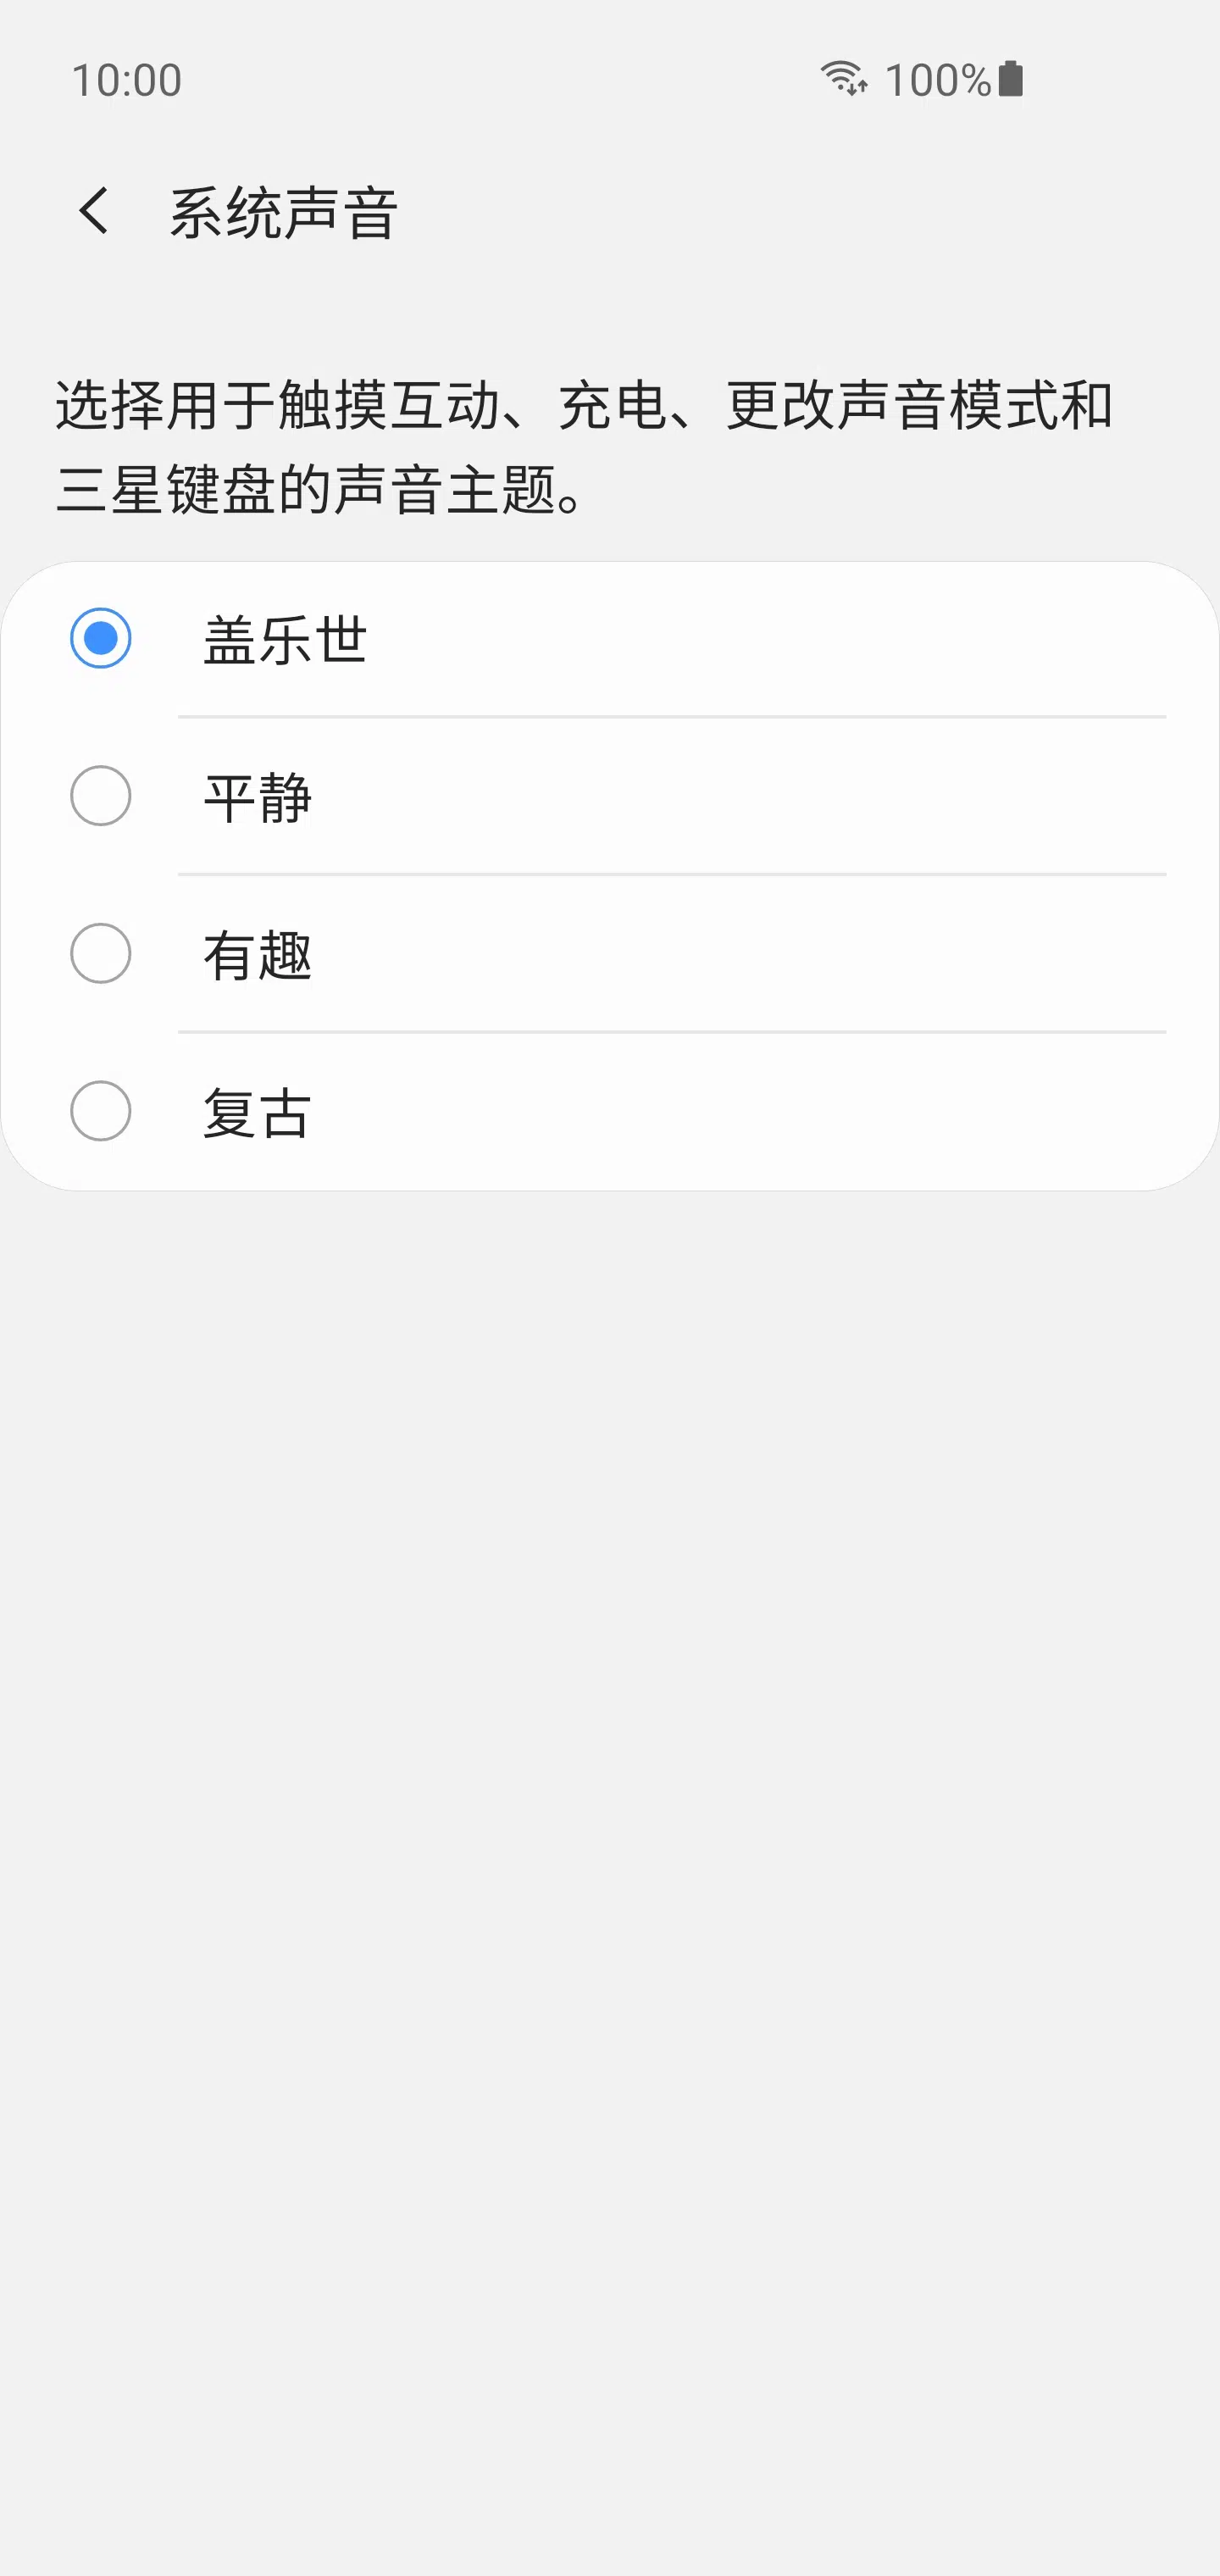 10:00 100%
系统声音
选择用于触摸互动、充电、更改声音模式和
三星键盘的声音主题。
盖乐世
平静
有趣
复古